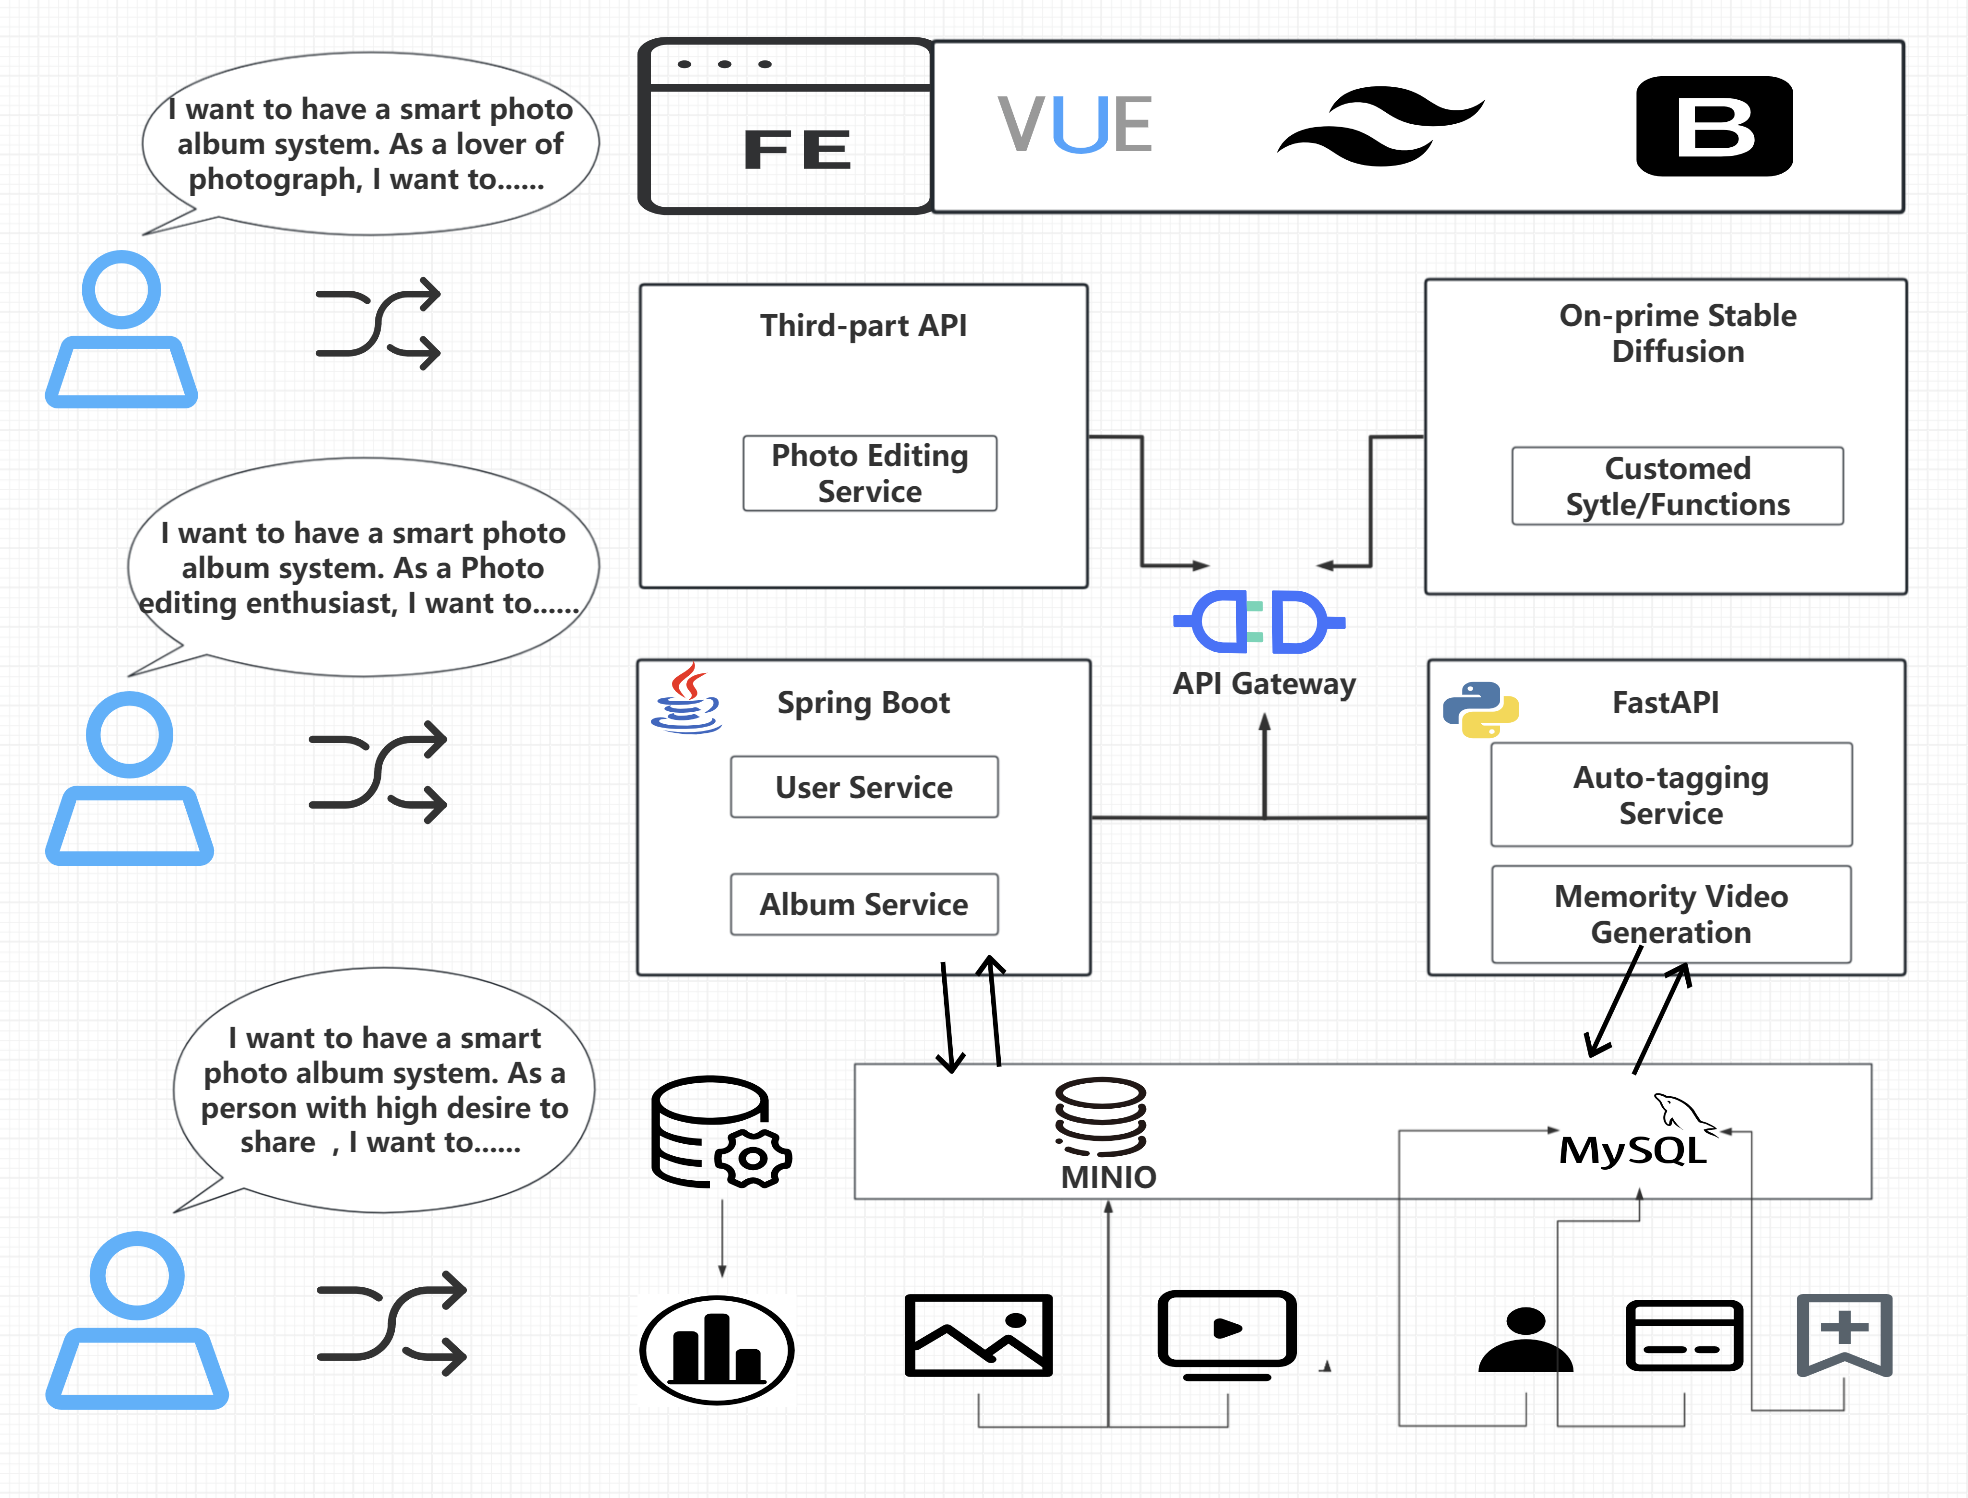 I want to have a smart photo
album system. As a lover of
photograph, I want to......
FE
VUE
B
Third-part API
Photo Editing
Service
On-prime Stable
Diffusion
Customed
Sytle/Functions
I want to have a smart photo
album system. As a Photo
editing enthusiast, I want to......
API Gateway
Spring Boot
User Service
Album Service
FastAPI
Auto-tagging
Service
Memority Video
Generation
I want to have a smart
photo album system. As a
person with high desire to
share , I want to......
MINIO
MySQL